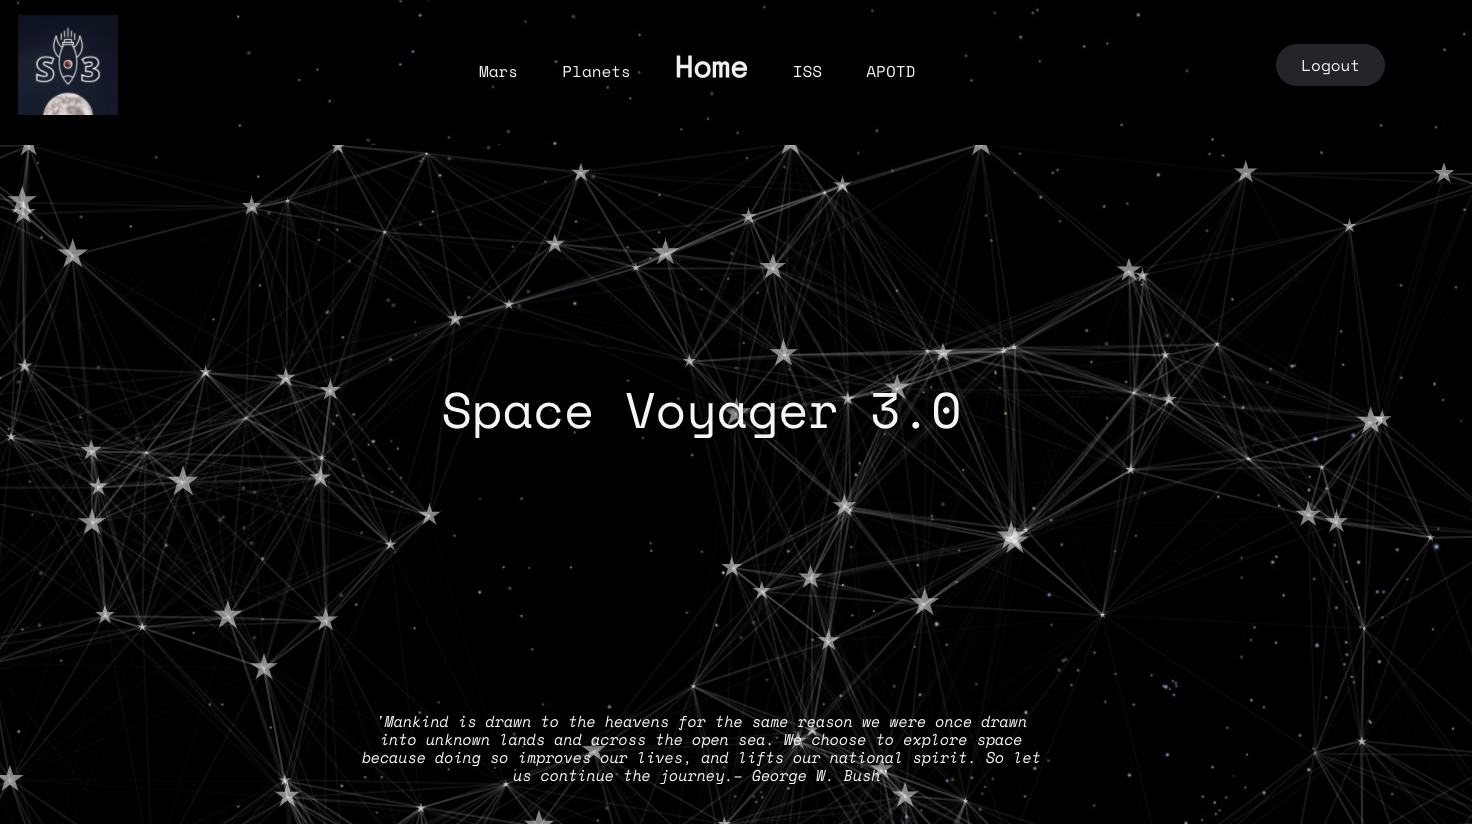 S 3
Mars Planets Home ISS APOTD
Logout
Space Voyager 3.0
'Mankind is drawn to the heavens for the same reason we were once drawn
into unknown lands and across the open sea. We choose to explore space
because doing so improves our lives, and lifts our national spirit. So let
us continue the journey.– George W. Bush'